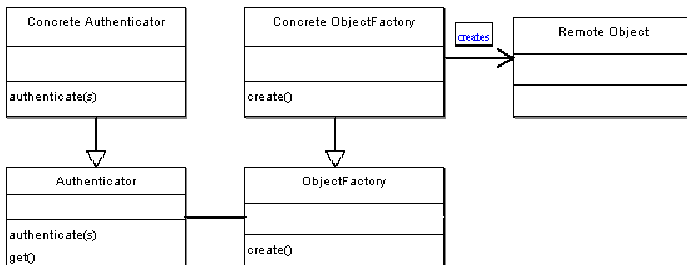 Concrete Authenticator
authenticate(s)
Concrete ObjectFactory
create()
creates
Remote Object
Authenticator
authenticate(s)
get()
ObjectFactory
create()